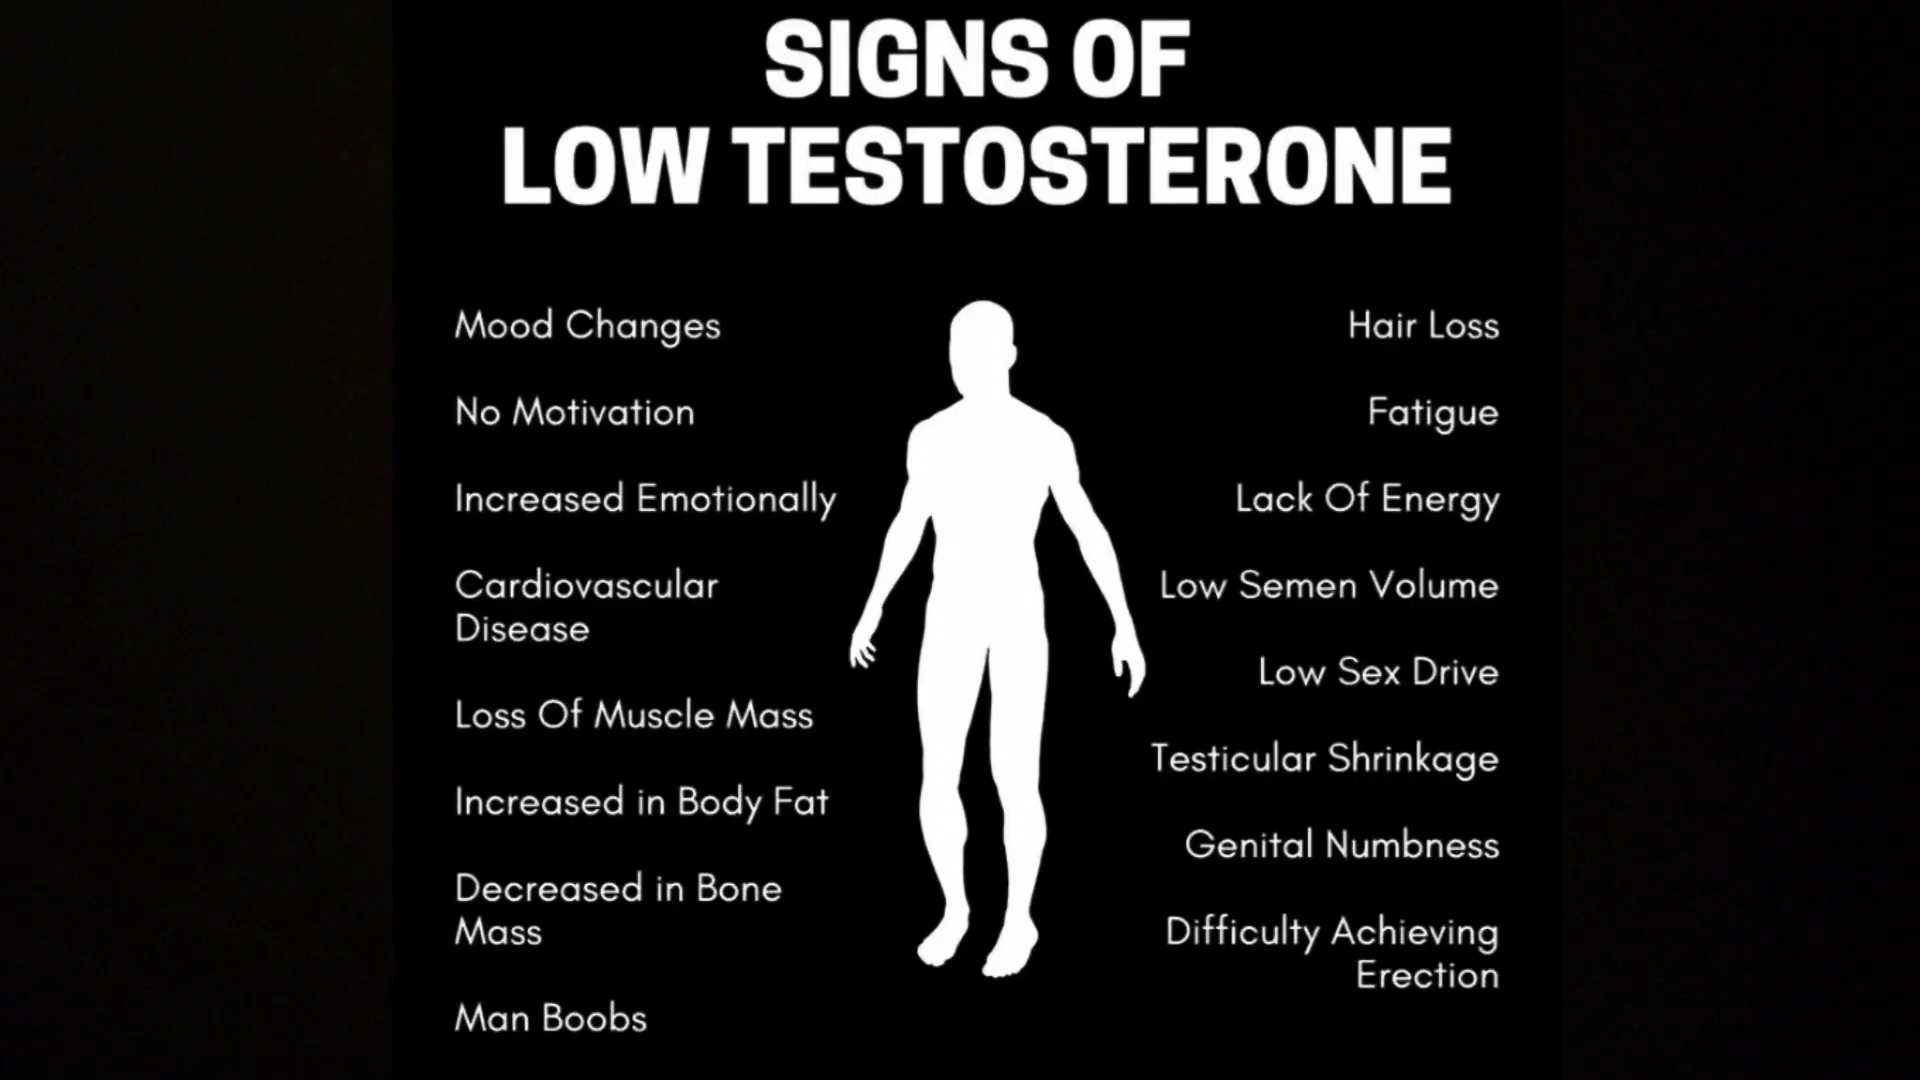 SIGNS OF
LOW TESTOSTERONE
Mood Changes
No Motivation
Increased Emotionally
Cardiovascular
Disease
Loss Of Muscle Mass
Increased in Body Fat
Decreased in Bone
Mass
Man Boobs
Hair Loss
Fatigue
Lack Of Energy
Low Semen Volume
Low Sex Drive
Testicular Shrinkage
Genital Numbness
Difficulty Achieving
Erection